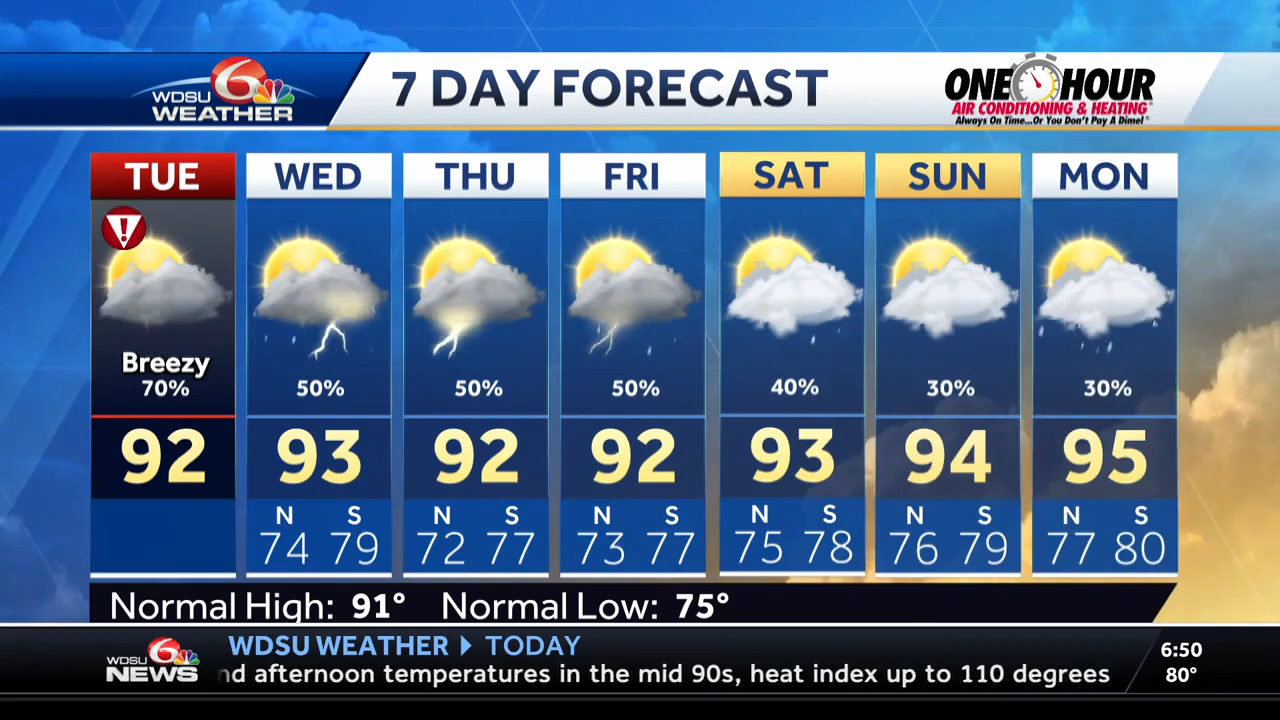 WDSU 6
WEATHER
7 DAY FORECAST
ONE HOUR
AIR CONDITIONING & HEATING
Always On Time...Or You Don't Pay A Dime!
TUE WED THU FRI SAT SUN MON
Breezy
70% 50% 50% 50% 40% 30% 30%
92 93 92 92 93 94 95
N S N S N S N S N S N S
74 79 72 77 73 77 75 78 76 79 77 80
Normal High: 91° Normal Low: 75°
WDSU 6
NEWS
WDSU WEATHER TODAY
nd afternoon temperatures in the mid 90s, heat index up to 110 degrees
6:50
80°